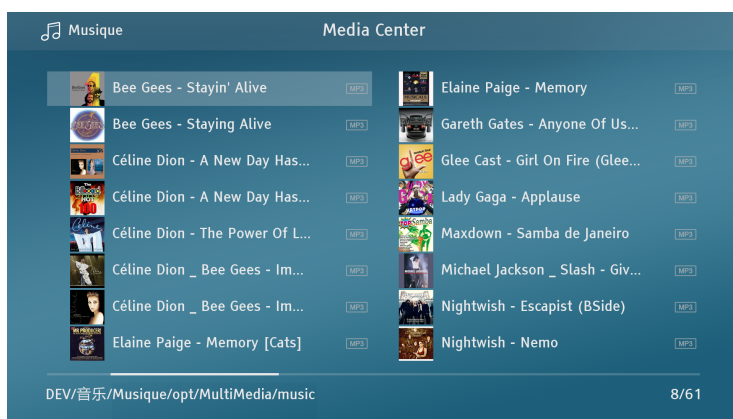 Musique
Media Center
Bee Gees - Stayin' Alive MP3
Bee Gees - Staying Alive MP3
Céline Dion - A New Day Has... MP3
Céline Dion - A New Day Has... MP3
Céline Dion - The Power Of L... MP3
Céline Dion _ Bee Gees - Im... MP3
Céline Dion _ Bee Gees - Im... MP3
Elaine Paige - Memory [Cats] MP3
Elaine Paige - Memory MP3
Gareth Gates - Anyone Of Us... MP3
Glee Cast - Girl On Fire (Glee... MP3
Lady Gaga - Applause MP3
Maxdown - Samba de Janeiro MP3
Michael Jackson _ Slash - Giv... MP3
Nightwish - Escapist (BSide) MP3
Nightwish - Nemo MP3
DEV/音乐/Musique/opt/MultiMedia/music
8/61